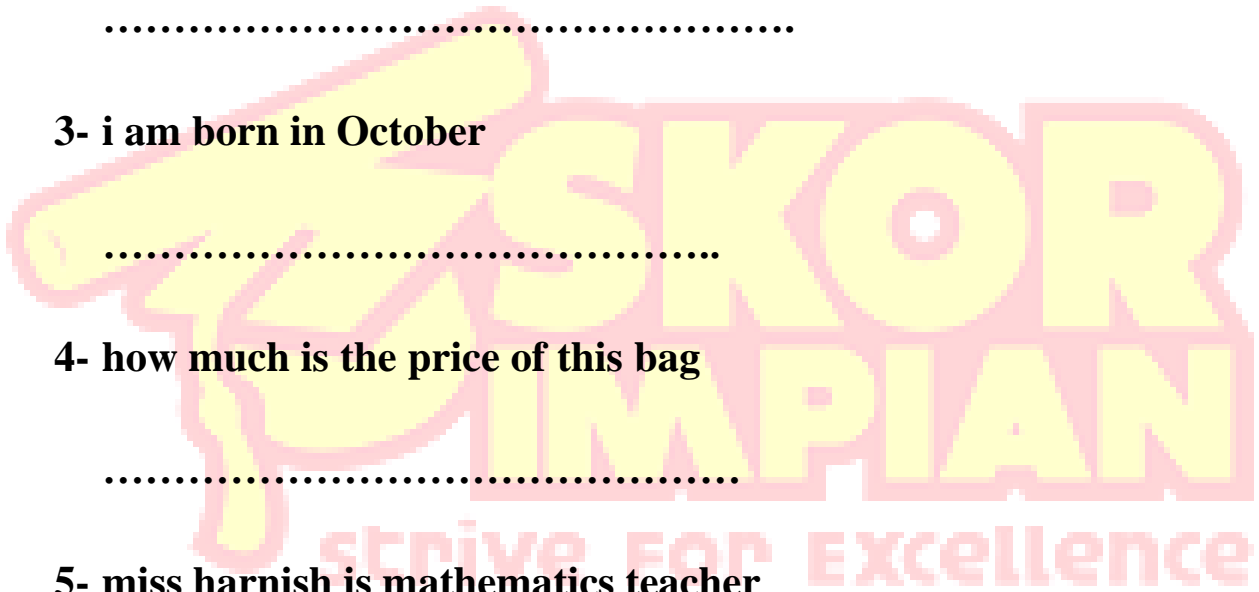 ……………………………………………….
3- i am born in October
SKOR
…………………………………………..
4- how much is the price of this bag
IMPIAN
………………………………………
strive for excellence
5- miss harnish is mathematics teacher